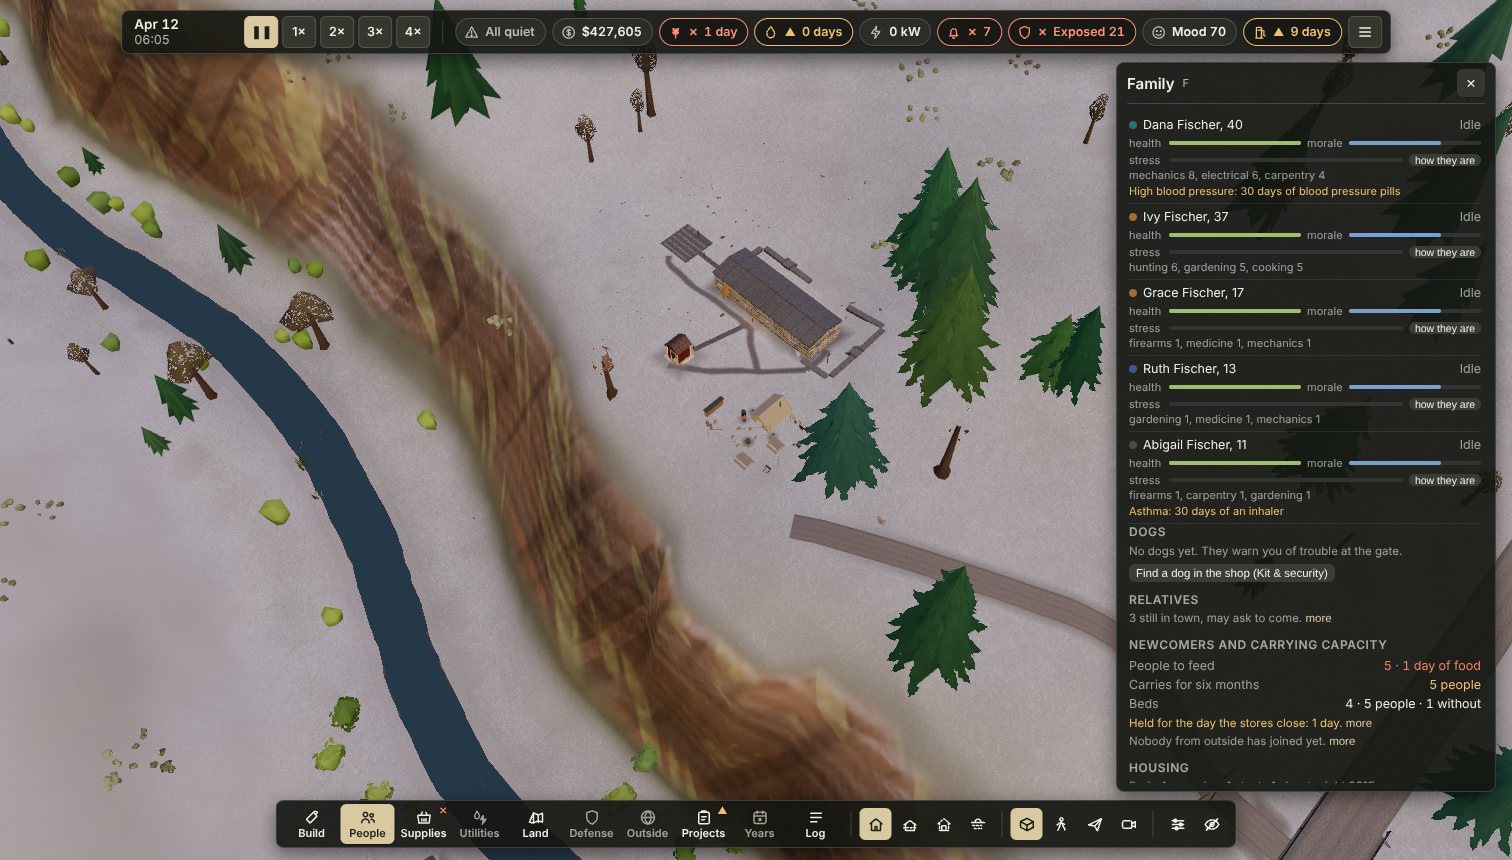 Apr 12
06:05
1×
2×
3×
4×
All quiet
$427,605
× 1 day
0 days
0 kW
× 7
× Exposed 21
Mood 70
9 days
Family F
Dana Fischer, 40 Idle
health morale
stress how they are
mechanics 8, electrical 6, carpentry 4
High blood pressure: 30 days of blood pressure pills
Ivy Fischer, 37 Idle
health morale
stress how they are
hunting 6, gardening 5, cooking 5
Grace Fischer, 17 Idle
health morale
stress how they are
firearms 1, medicine 1, mechanics 1
Ruth Fischer, 13 Idle
health morale
stress how they are
gardening 1, medicine 1, mechanics 1
Abigail Fischer, 11 Idle
health morale
stress how they are
firearms 1, carpentry 1, gardening 1
Asthma: 30 days of an inhaler
DOGS
No dogs yet. They warn you of trouble at the gate.
Find a dog in the shop (Kit & security)
RELATIVES
3 still in town, may ask to come. more
NEWCOMERS AND CARRYING CAPACITY
People to feed 5 · 1 day of food
Carries for six months 5 people
Beds 4 · 5 people · 1 without
Held for the day the stores close: 1 day. more
Nobody from outside has joined yet. more
HOUSING
Build
People
Supplies
Utilities
Land
Defense
Outside
Projects
Years
Log